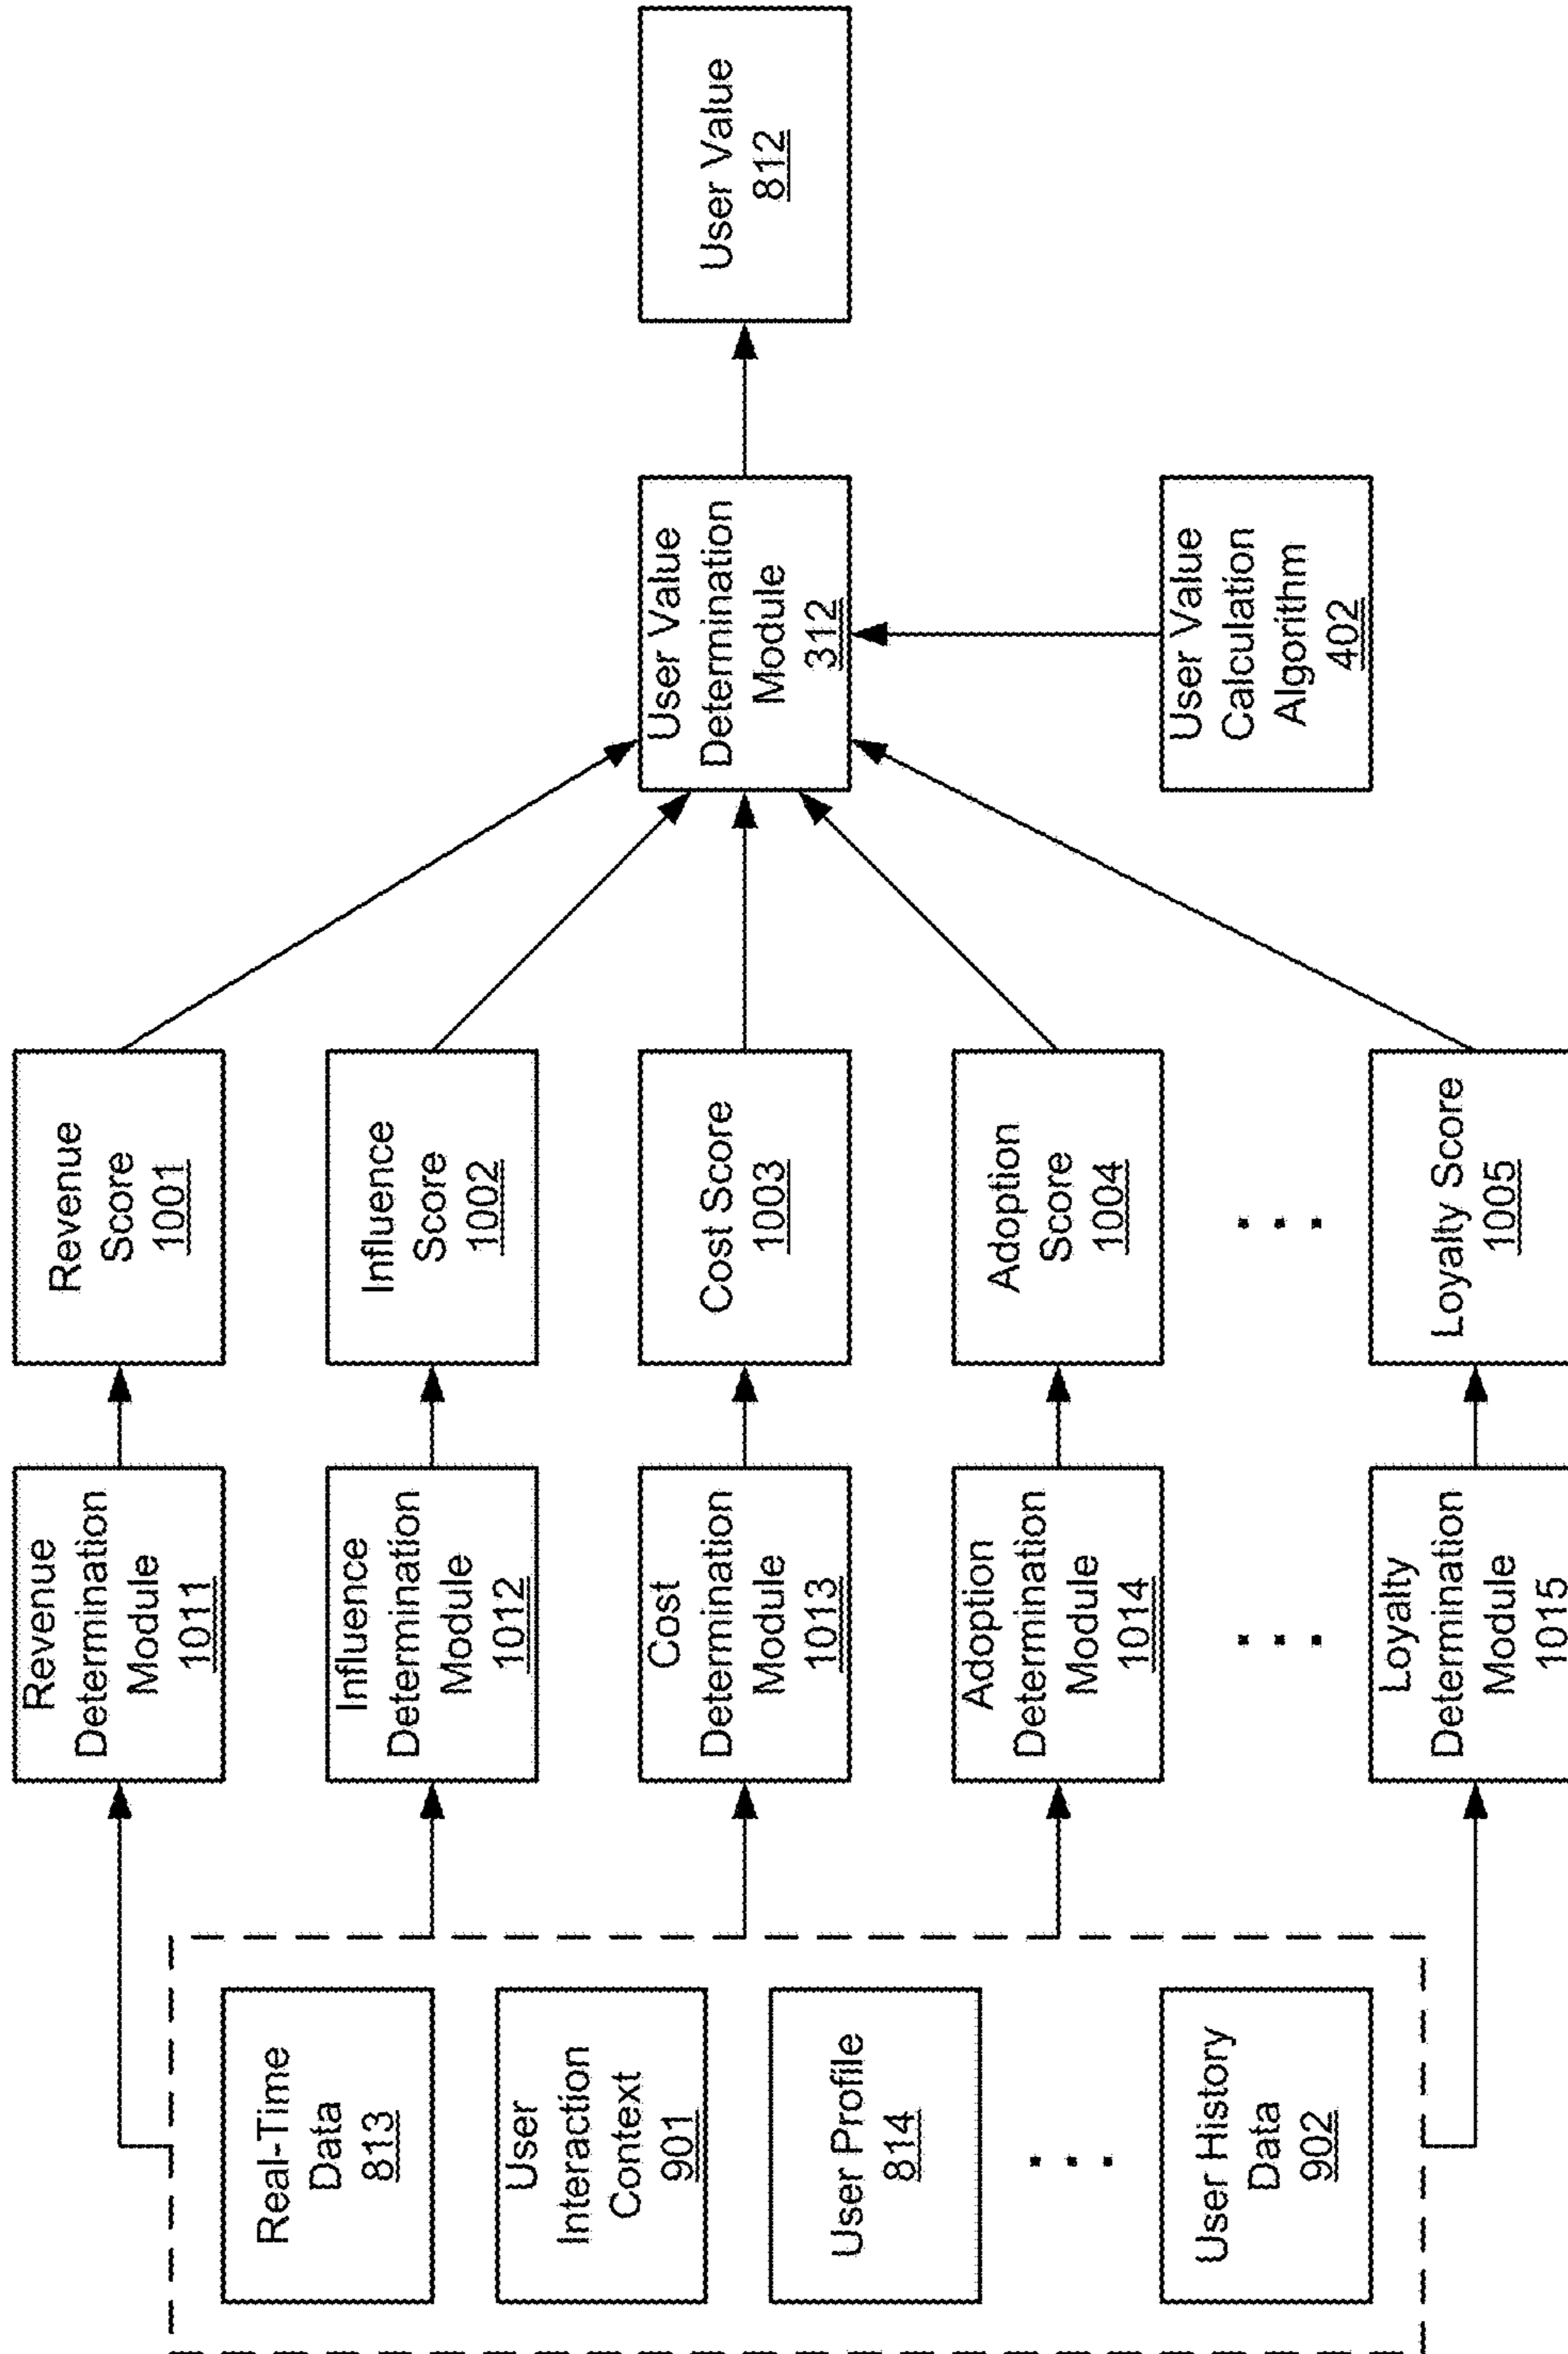 Real-Time
Data
813
User
Interaction
Context
901
User Profile
814
User History
Data
902
Revenue
Determination
Module
1011
Influence
Determination
Module
1012
Cost
Determination
Module
1013
Adoption
Determination
Module
1014
Loyalty
Determination
Module
1015
Revenue
Score
1001
Influence
Score
1002
Cost Score
1003
Adoption
Score
1004
Loyalty Score
1005
User Value
Determination
Module
312
User Value
Calculation
Algorithm
402
User Value
812